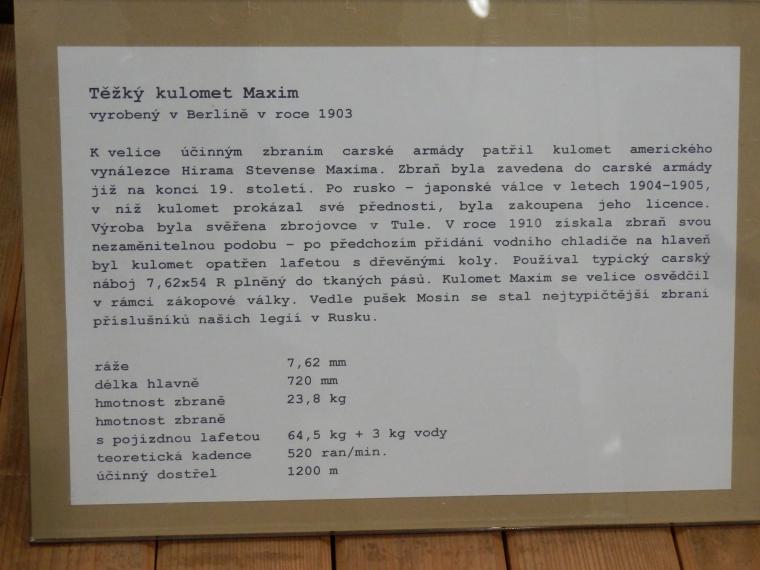 Těžký kulomet Maxim
vyrobený v Berlíně v roce 1903
K velice účinným zbraním carské armády patřil kulomet amerického
vynálezce Hirama Stevense Maxima. Zbraň byla zavedena do carské armády
již na konci 19. století. Po rusko – japonské válce v letech 1904–1905,
v níž kulomet prokázal své přednosti, byla zakoupena jeho licence.
Výroba byla svěřena zbrojovce v Tule. V roce 1910 získala zbraň svou
nezaměnitelnou podobu – po předchozím přidání vodního chladiče na hlaveň
byl kulomet opatřen lafetou s dřevěnými koly. Používal typický carský
náboj 7,62x54 R plněný do tkaných pásů. Kulomet Maxim se velice osvědčil
v rámci zákopové války. Vedle pušek Mosin se stal nejtypičtější zbraní
příslušníků našich legií v Rusku.
ráže 7,62 mm
délka hlavně 720 mm
hmotnost zbraně 23,8 kg
hmotnost zbraně
s pojízdnou lafetou 64,5 kg + 3 kg vody
teoretická kadence 520 ran/min.
účinný dostřel 1200 m